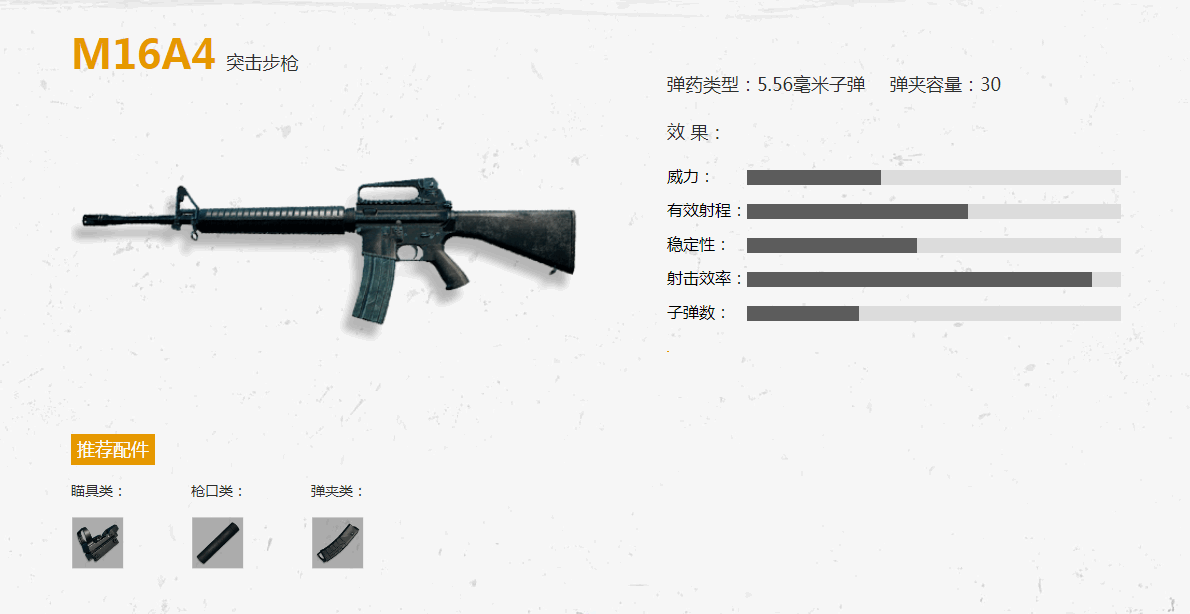 M16A4 突击步枪
弹药类型：5.56毫米子弹 弹夹容量：30
效 果：
威力：
有效射程：
稳定性：
射击效率：
子弹数：
推荐配件
瞄具类： 枪口类： 弹夹类：